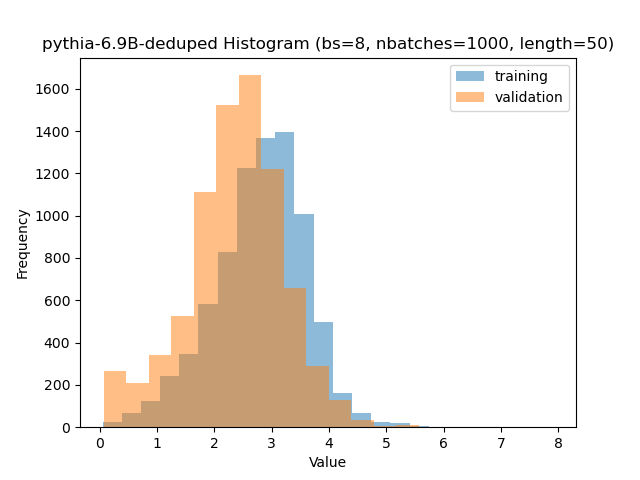 pythia-6.9B-deduped Histogram (bs=8, nbatches=1000, length=50)
training
validation
Frequency
1600
1400
1200
1000
800
600
400
200
0
0 1 2 3 4 5 6 7 8
Value